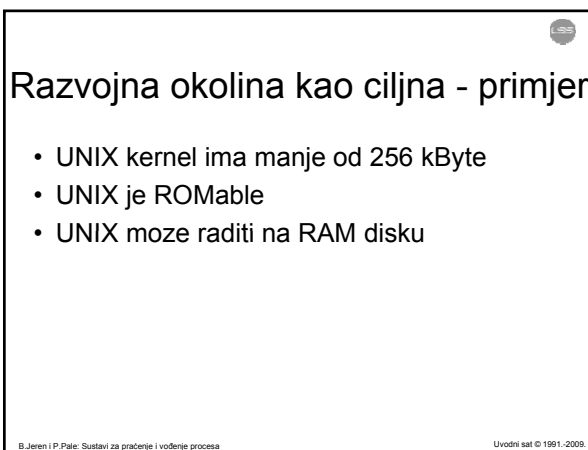 LSS
Razvojna okolina kao ciljna - primjer
• UNIX kernel ima manje od 256 kByte
• UNIX je ROMable
• UNIX moze raditi na RAM disku
B.Jeren i P.Pale: Sustavi za praćenje i vođenje procesa
Uvodni sat © 1991.-2009.